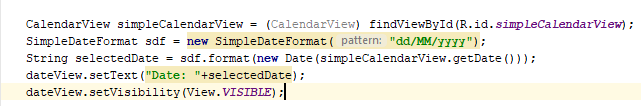 CalendarView simpleCalendarView = (CalendarView) findViewById(R.id.simpleCalendarView);
SimpleDateFormat sdf = new SimpleDateFormat( pattern: "dd/MM/yyyy");
String selectedDate = sdf.format(new Date(simpleCalendarView.getDate()));
dateView.setText("Date: "+selectedDate);
dateView.setVisibility(View.VISIBLE);